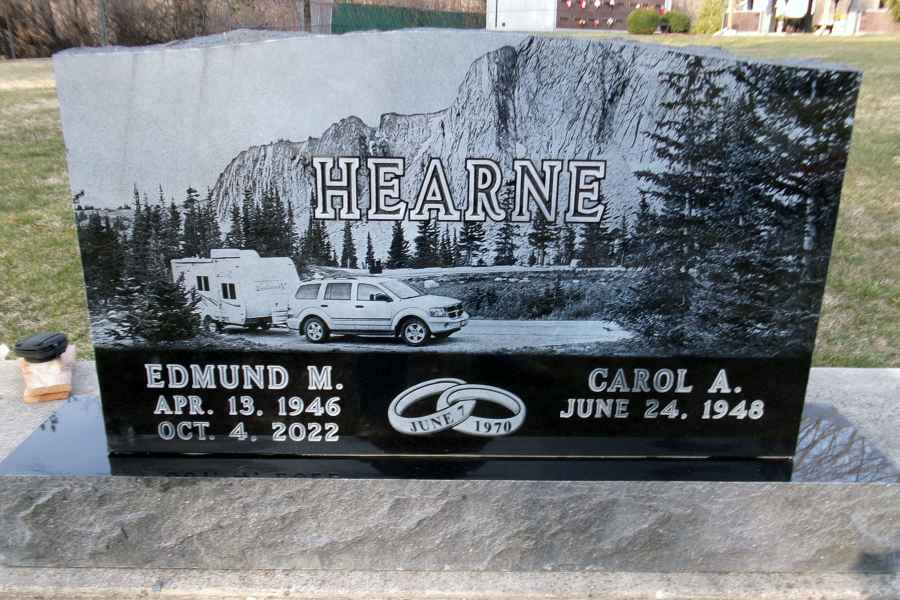 HEARNE
EDMUND M.
APR. 13. 1946
OCT. 4. 2022
JUNE 7
1970
CAROL A.
JUNE 24. 1948